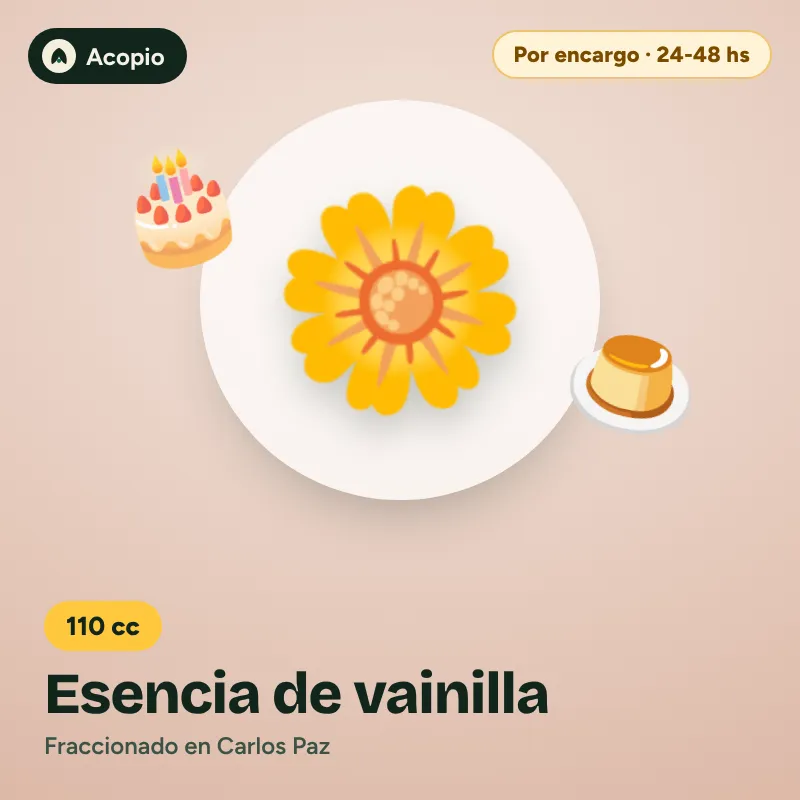 Acopio
Por encargo · 24-48 hs
110 cc
Esencia de vainilla
Fraccionado en Carlos Paz